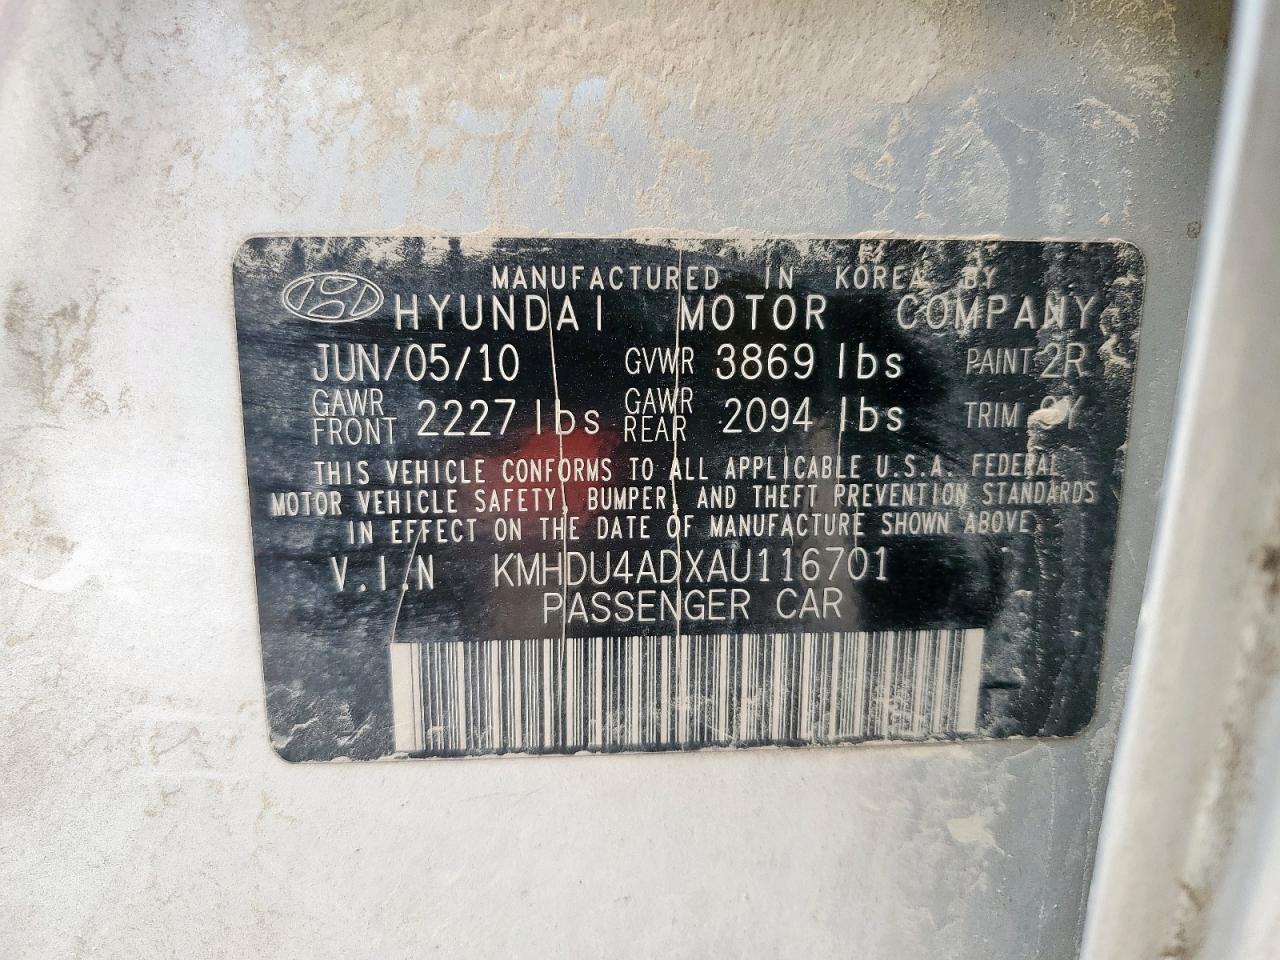 MANUFACTURED IN KOREA BY
HYUNDAI MOTOR COMPANY
JUN/05/10 GVWR 3869 lbs PAINT 2R
GAWR FRONT 2227 lbs GAWR REAR 2094 lbs TRIM
THIS VEHICLE CONFORMS TO ALL APPLICABLE U.S.A. FEDERAL
MOTOR VEHICLE SAFETY, BUMPER, AND THEFT PREVENTION STANDARDS
IN EFFECT ON THE DATE OF MANUFACTURE SHOWN ABOVE
V.I.N KMHDU4ADXAU116701
PASSENGER CAR